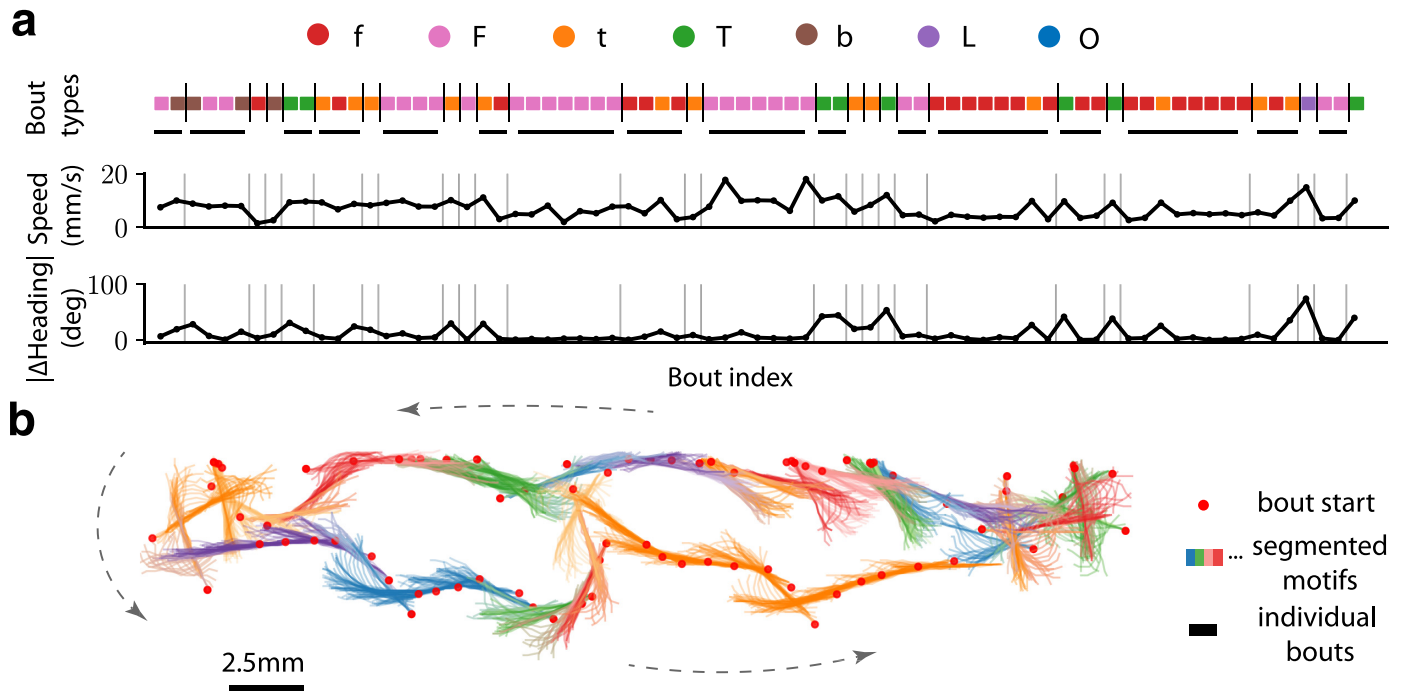 a
f F t T b L O
Bout
types
20
0
Speed
(mm/s)
100
0
|ΔHeading|
(deg)
Bout index
b
bout start
... segmented
motifs
individual
bouts
2.5mm